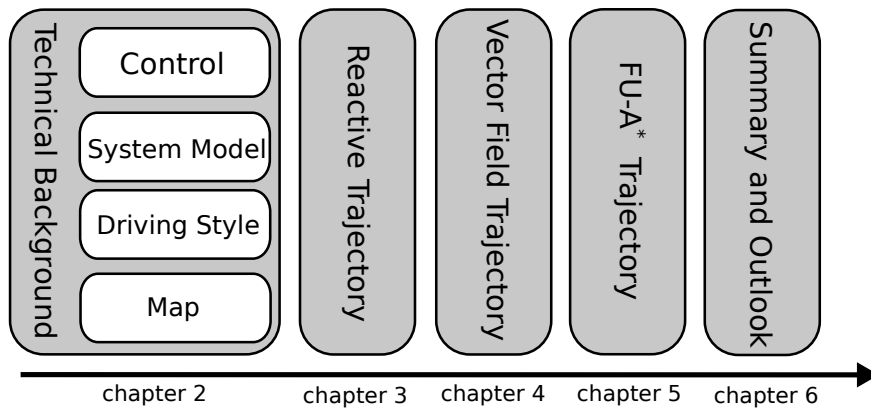 Technical Background
Control
System Model
Driving Style
Map
Reactive Trajectory
Vector Field Trajectory
FU-A* Trajectory
Summary and Outlook
chapter 2
chapter 3
chapter 4
chapter 5
chapter 6